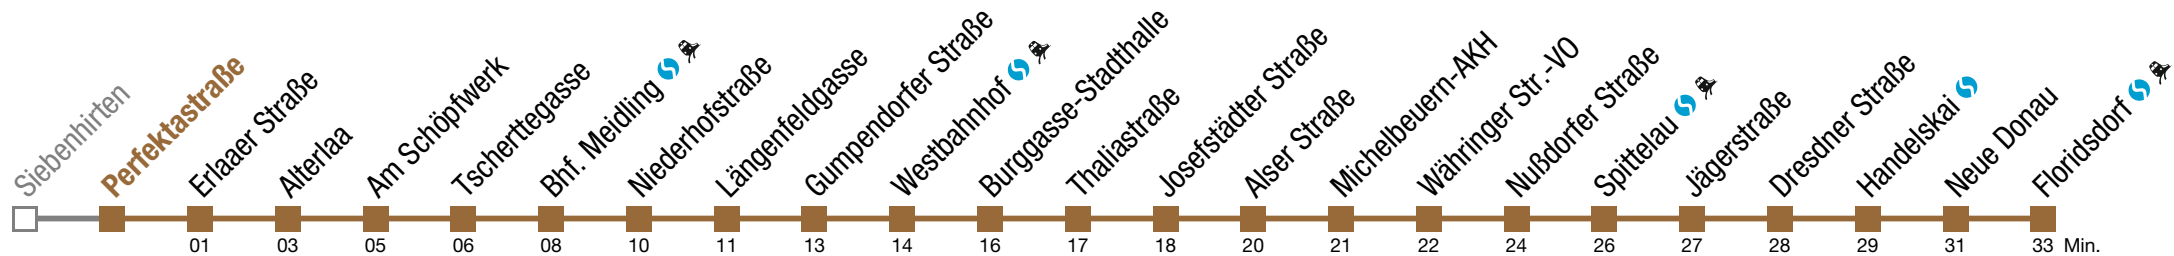 Siebenhirten
Perfektastraße
Erlaaer Straße
Alterlaa
Am Schöpfwerk
Tscherttegasse
Bhf. Meidling
Niederhofstraße
Längenfeldgasse
Gumpendorfer Straße
Westbahnhof
Burggasse-Stadthalle
Thaliastraße
Josefstädter Straße
Alser Straße
Michelbeuern-AKH
Währinger Str.-VO
Nußdorfer Straße
Spittelau
Jägerstraße
Dresdner Straße
Handelskai
Neue Donau
Floridsdorf
01 03 05 06 08 10 11 13 14 16 17 18 20 21 22 24 26 27 28 29 31 33 Min.